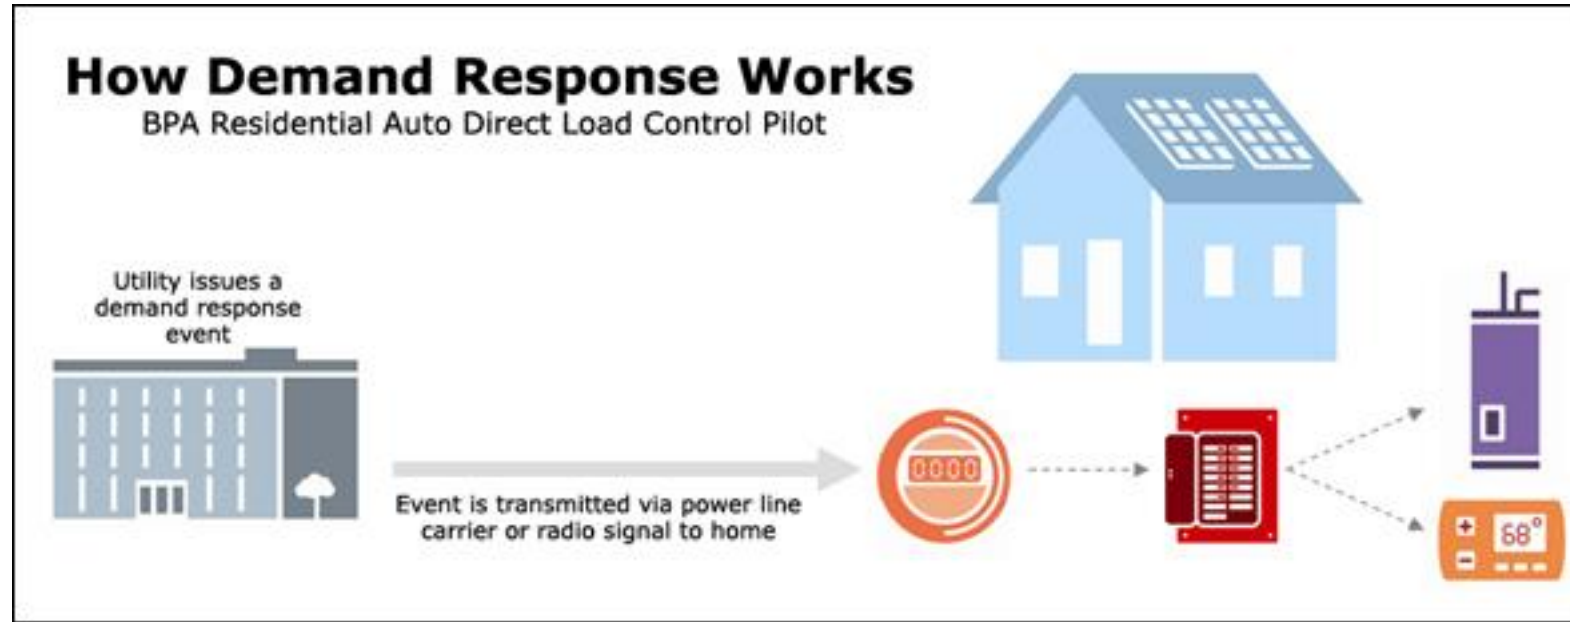 How Demand Response Works
BPA Residential Auto Direct Load Control Pilot
Utility issues a
demand response
event
Event is transmitted via power line
carrier or radio signal to home
0000
+
68°
−